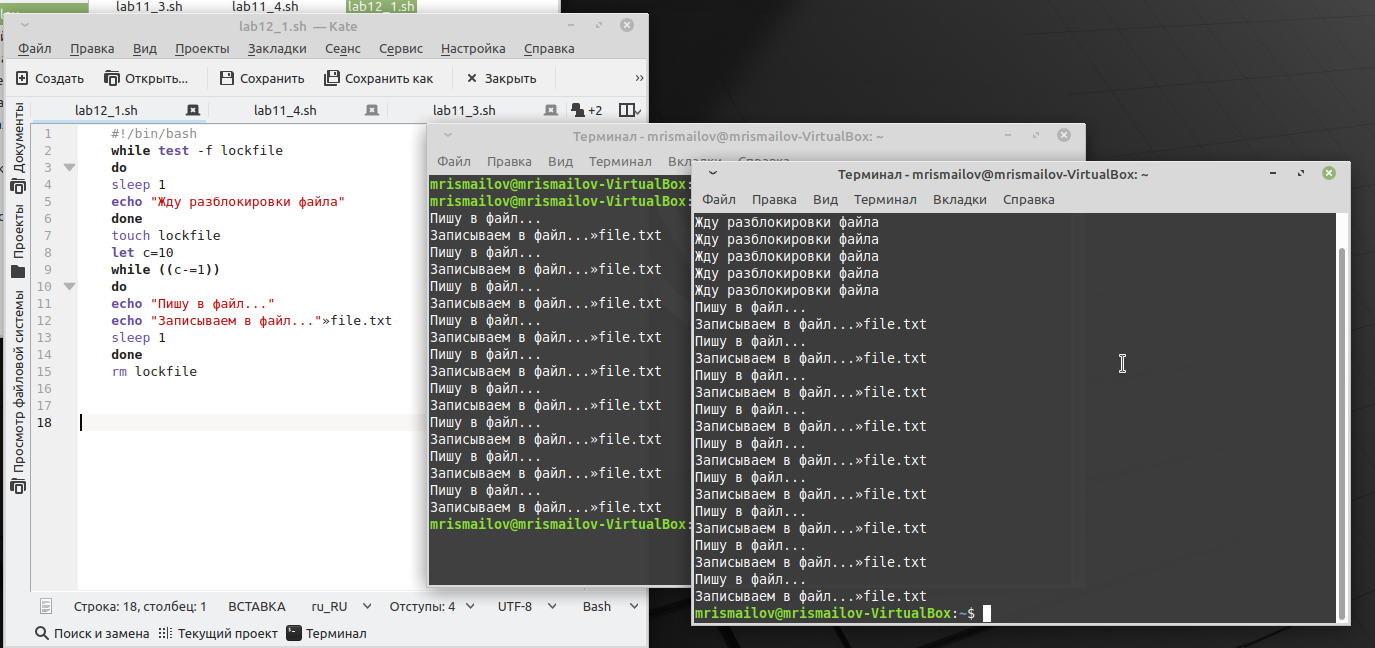 lab11_3.sh lab11_4.sh lab12_1.sh
lab12_1.sh — Kate
Файл Правка Вид Проекты Закладки Сеанс Сервис Настройка Справка
Создать Открыть... Сохранить Сохранить как Закрыть »
lab12_1.sh lab11_4.sh lab11_3.sh +2
Документы
Проекты
Просмотр файловой системы
1 #!/bin/bash
2 while test -f lockfile
3 do
4 sleep 1
5 echo "Жду разблокировки файла"
6 done
7 touch lockfile
8 let c=10
9 while ((c-=1))
10 do
11 echo "Пишу в файл..."
12 echo "Записываем в файл..."»file.txt
13 sleep 1
14 done
15 rm lockfile
16
17
18
Строка: 18, столбец: 1 ВСТАВКА ru_RU Отступы: 4 UTF-8 Bash
Поиск и замена Текущий проект Терминал
Терминал - mrismailov@mrismailov-VirtualBox: ~
Файл Правка Вид Терминал Вкладки Справка
mrismailov@mrismailov-VirtualBox:
mrismailov@mrismailov-VirtualBox:
Пишу в файл...
Записываем в файл...»file.txt
Пишу в файл...
Записываем в файл...»file.txt
Пишу в файл...
Записываем в файл...»file.txt
Пишу в файл...
Записываем в файл...»file.txt
Пишу в файл...
Записываем в файл...»file.txt
Пишу в файл...
Записываем в файл...»file.txt
Пишу в файл...
Записываем в файл...»file.txt
Пишу в файл...
Записываем в файл...»file.txt
Пишу в файл...
Записываем в файл...»file.txt
mrismailov@mrismailov-VirtualBox:
Терминал - mrismailov@mrismailov-VirtualBox: ~
Файл Правка Вид Терминал Вкладки Справка
Жду разблокировки файла
Жду разблокировки файла
Жду разблокировки файла
Жду разблокировки файла
Жду разблокировки файла
Пишу в файл...
Записываем в файл...»file.txt
Пишу в файл...
Записываем в файл...»file.txt
Пишу в файл...
Записываем в файл...»file.txt
Пишу в файл...
Записываем в файл...»file.txt
Пишу в файл...
Записываем в файл...»file.txt
Пишу в файл...
Записываем в файл...»file.txt
Пишу в файл...
Записываем в файл...»file.txt
Пишу в файл...
Записываем в файл...»file.txt
Пишу в файл...
Записываем в файл...»file.txt
mrismailov@mrismailov-VirtualBox:~$